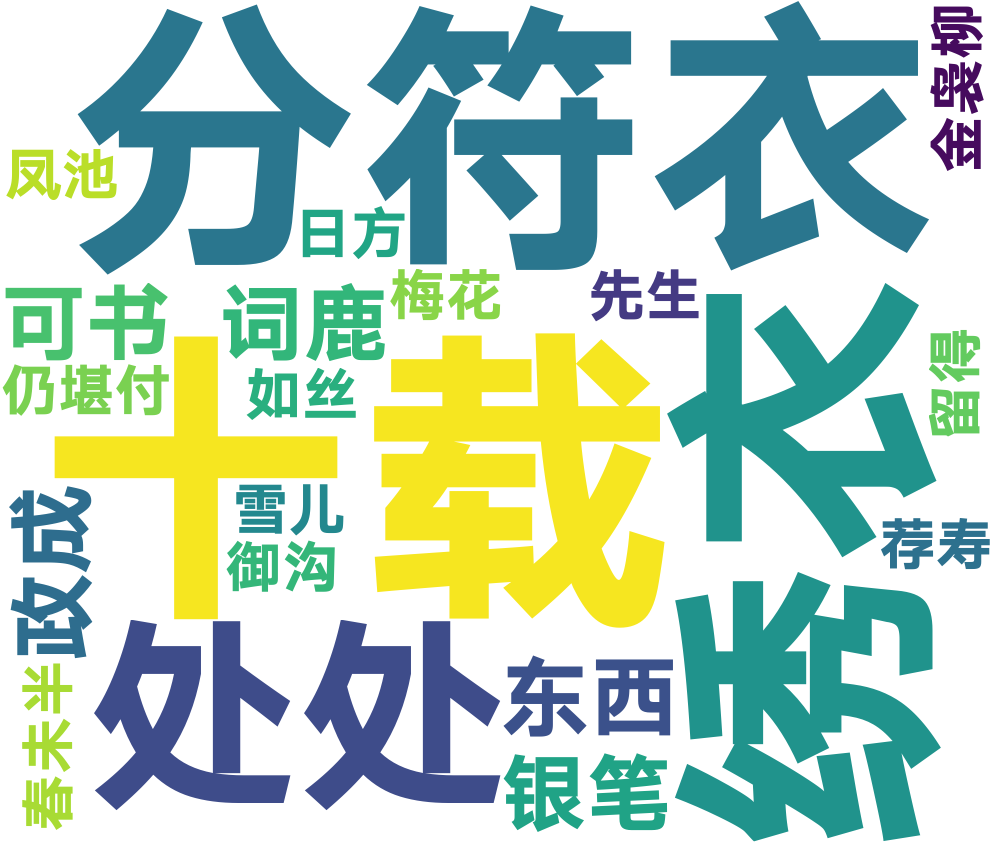 分符
衣
金袅柳
凤池
日方
可书
词鹿
梅花
先生
仍堪付
如丝
十载
绣衣
留得
雪儿
御沟
政成
荐寿
处处
东西
银笔
春未半